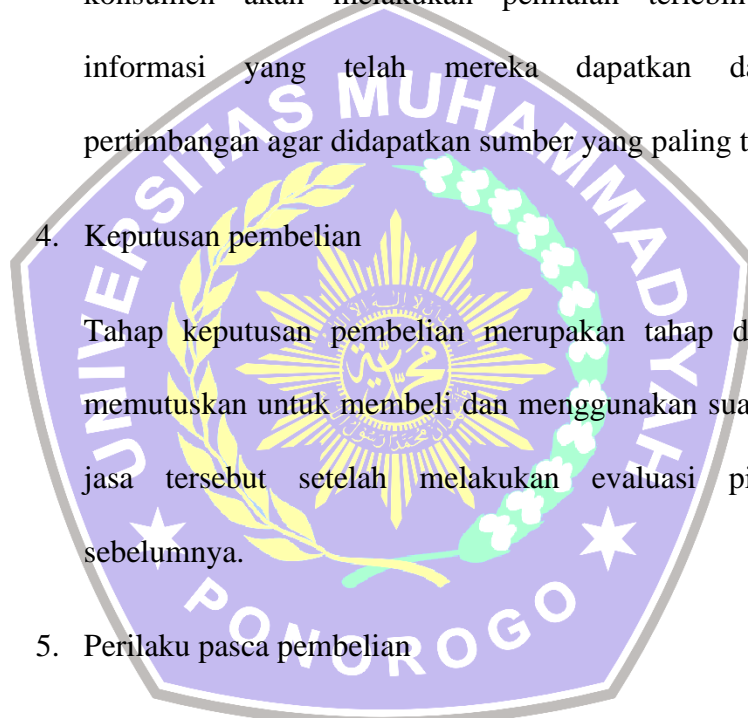 informasi yang telah mereka dapatkan
pertimbangan agar didapatkan sumber yang paling
4. Keputusan pembelian
Tahap keputusan pembelian merupakan tahap
memutuskan untuk membeli dan menggunakan
jasa tersebut setelah melakukan evaluasi
sebelumnya.
5. Perilaku pasca pembelian
UNIVERSITAS MUHAMMADIYAH
PONOROGO